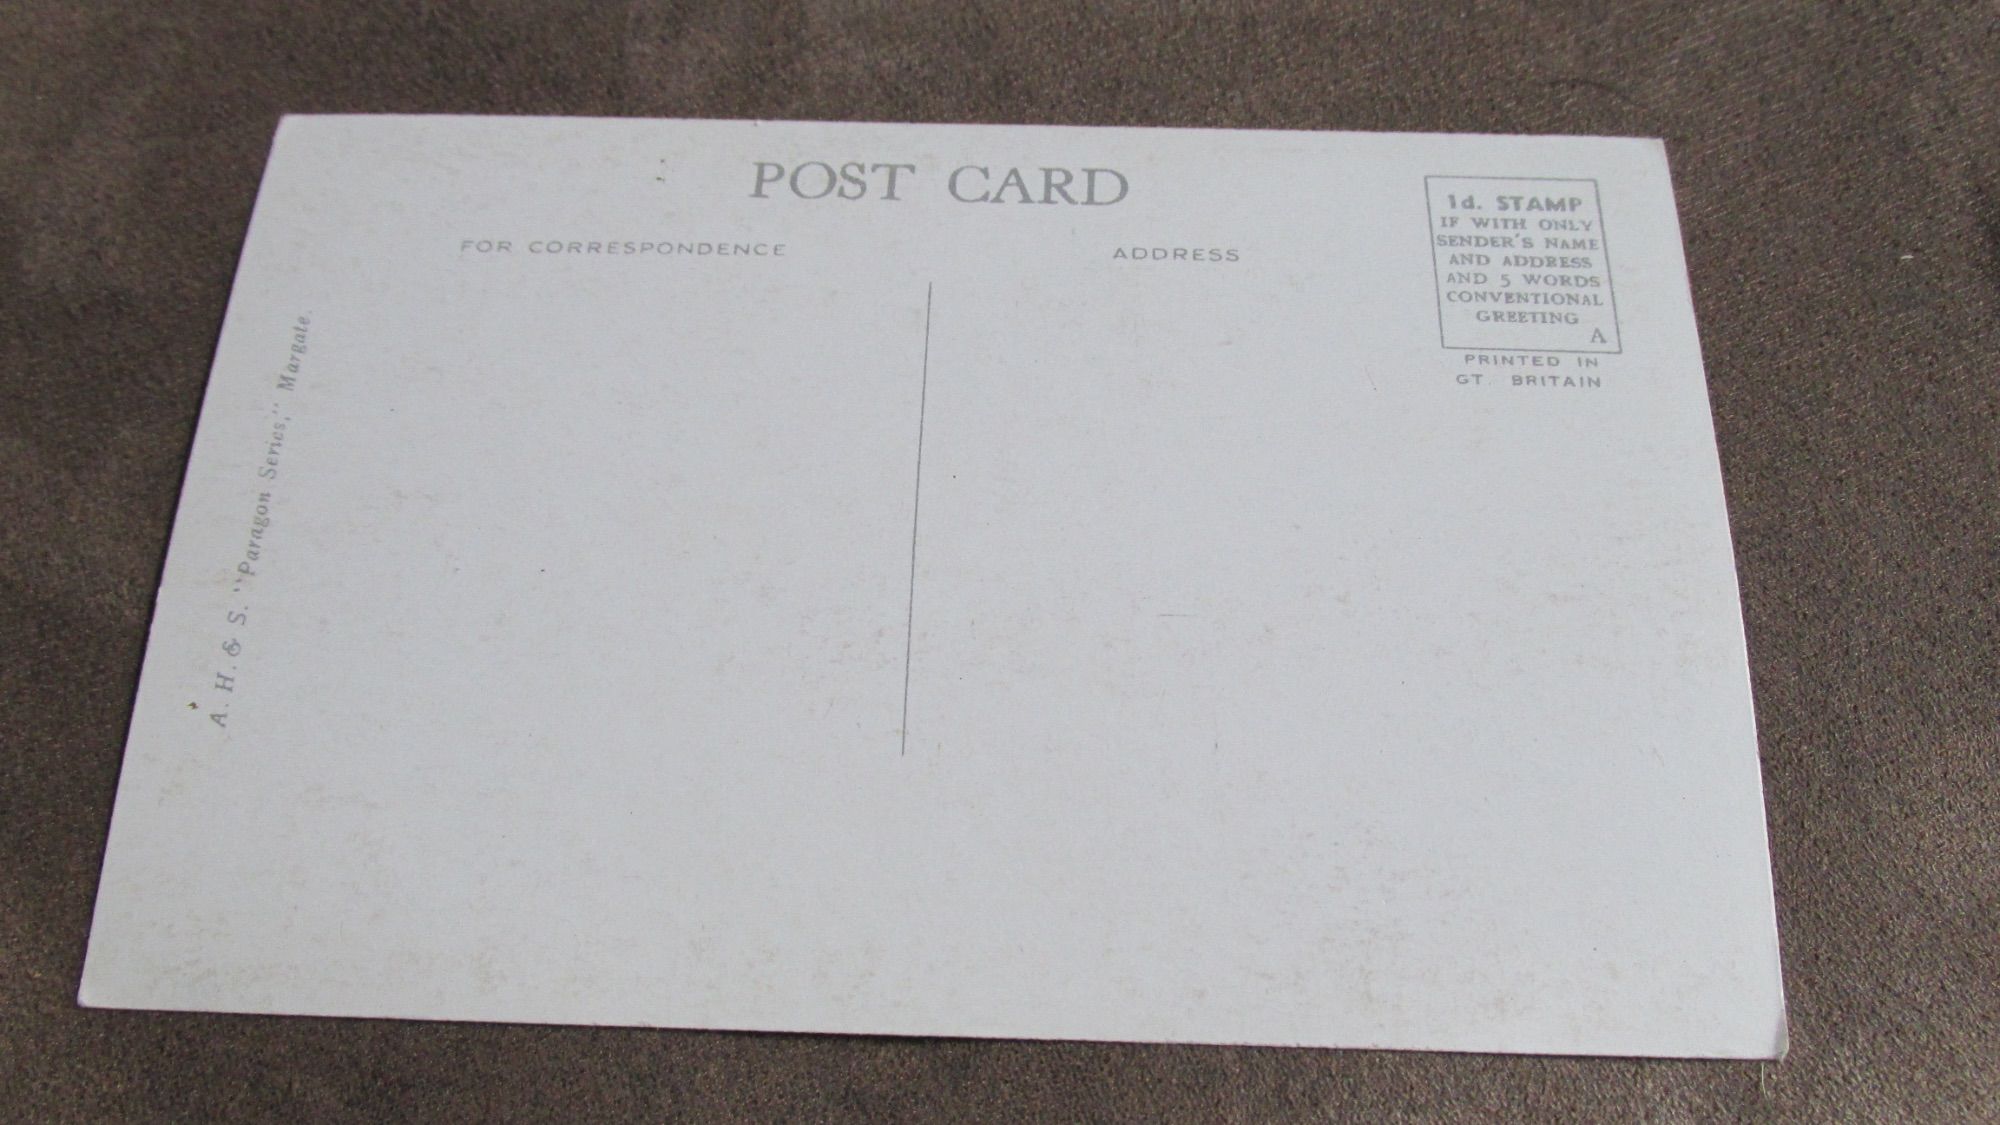 POST CARD
FOR CORRESPONDENCE
ADDRESS
1d. STAMP
IF WITH ONLY
SENDER'S NAME
AND ADDRESS
AND 5 WORDS
CONVENTIONAL
GREETING
A
PRINTED IN
GT. BRITAIN
A. H. & S. "Paragon Series," Margate.